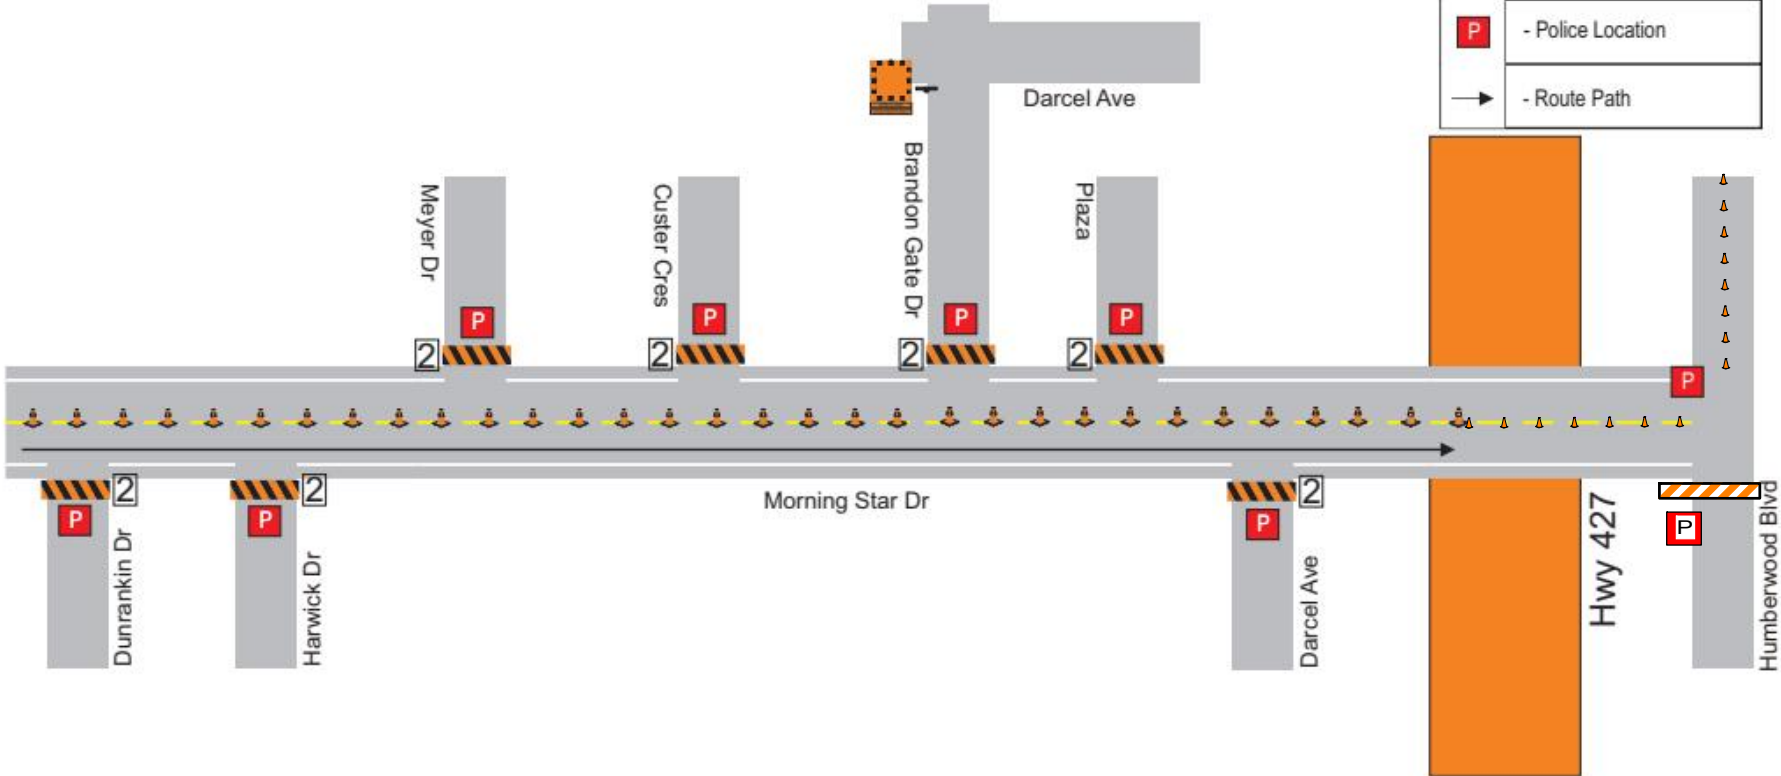 P - Police Location
- Route Path
Darcel Ave
Brandon Gate Dr
Meyer Dr
Custer Cres
Plaza
P
P
P
P
2
2
2
2
P
2
2
2
Morning Star Dr
P
P
P
P
Dunrankin Dr
Harwick Dr
Darcel Ave
Hwy 427
Humberwood Blvd